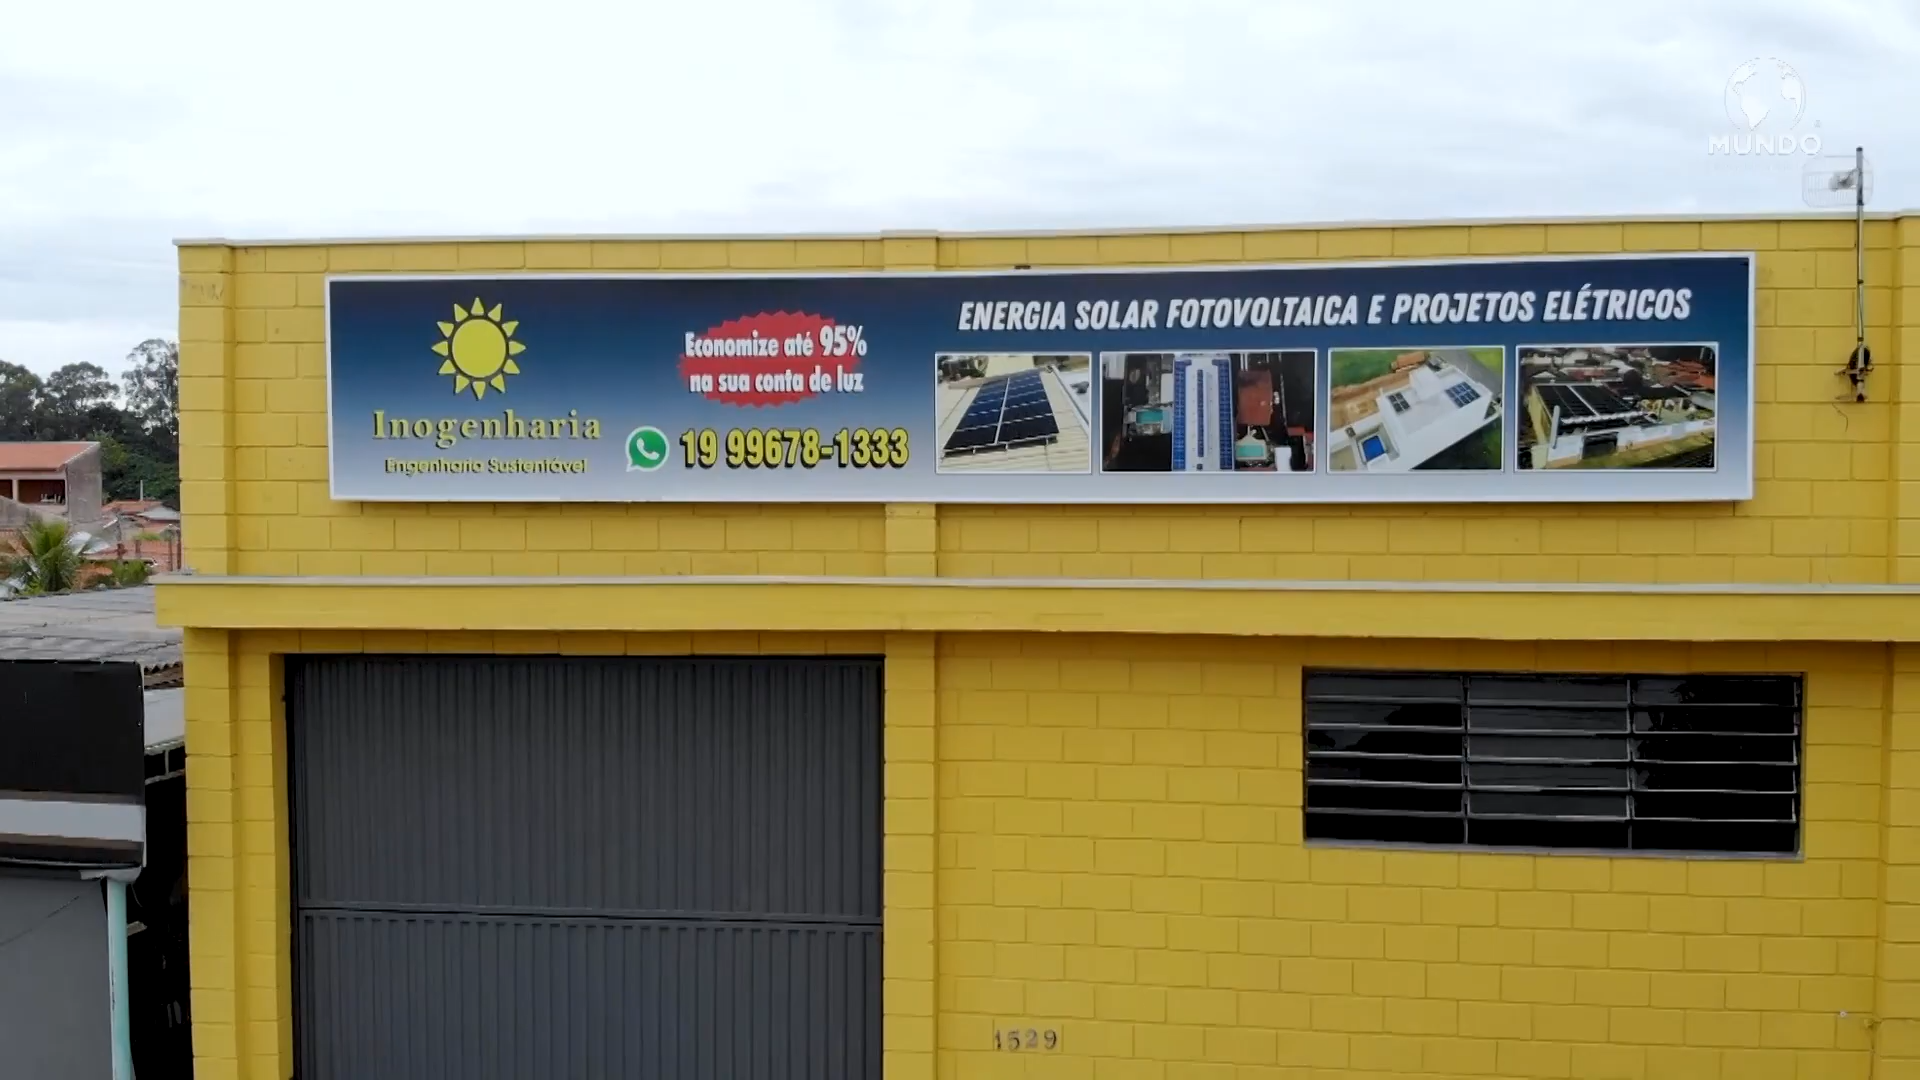 MUNDO
ENERGIA SOLAR FOTOVOLTAICA E PROJETOS ELÉTRICOS
Economize até 95%
na sua conta de luz
Inogenharia
Engenharia Sustentável
19 99678-1333
1529